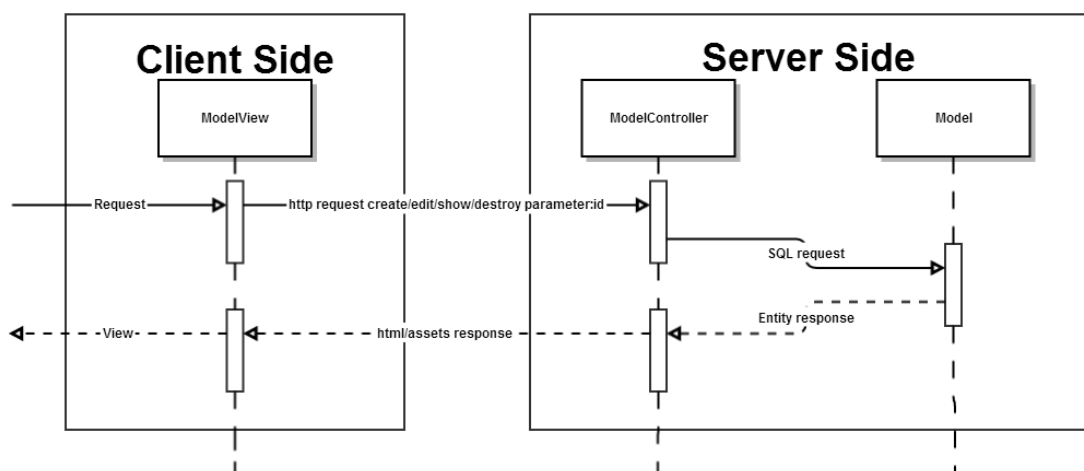 Client Side
Server Side
ModelView
ModelController
Model
Request
http request create/edit/show/destroy parameter:id
SQL request
Entity response
View
html/assets response